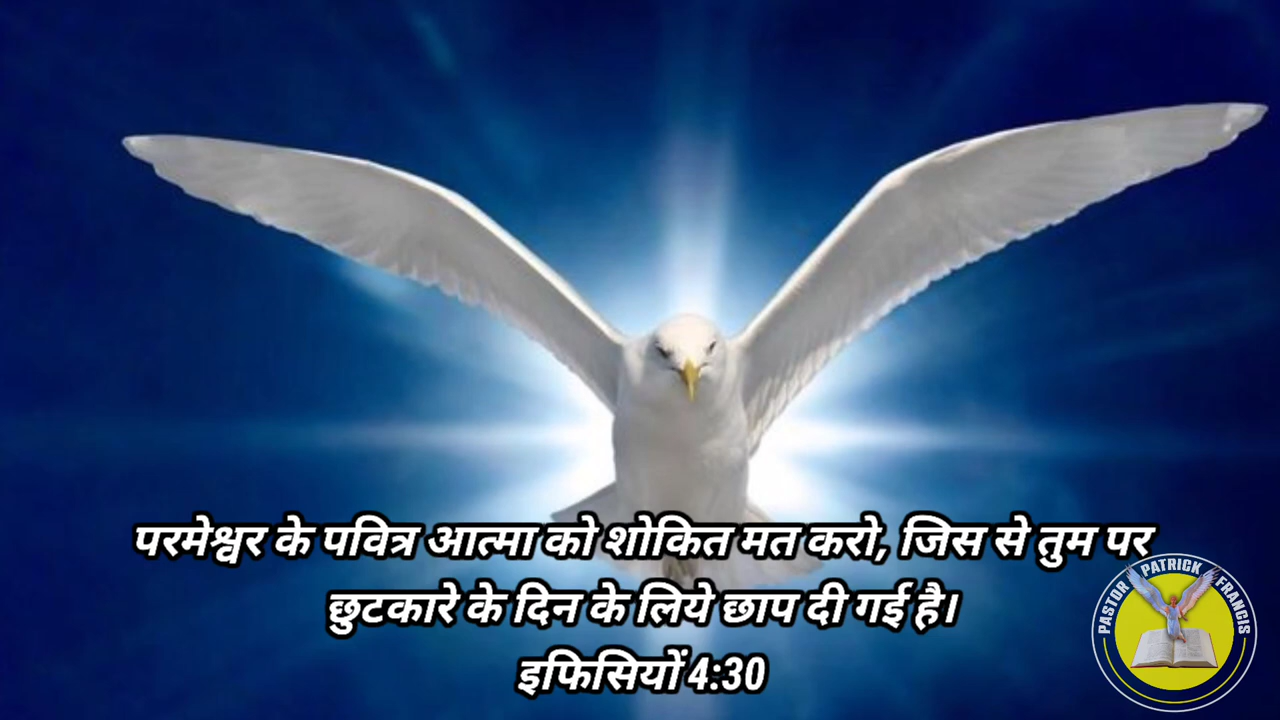 परमेश्वर के पवित्र आत्मा को शोकित मत करो, जिस से तुम पर
छुटकारे के दिन के लिये छाप दी गई है।
इफिसियों 4:30
PASTOR PATRICK FRANCIS